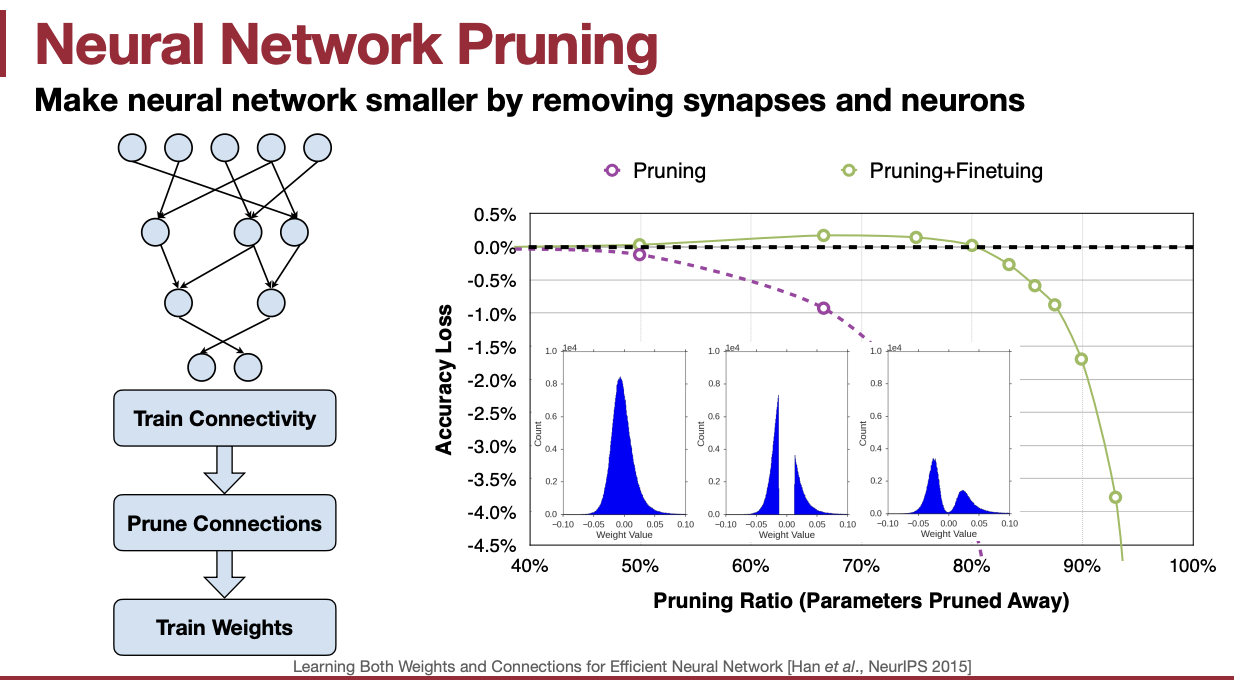 Neural Network Pruning
Make neural network smaller by removing synapses and neurons
Train Connectivity
Prune Connections
Train Weights
Pruning
Pruning+Finetuing
Accuracy Loss
0.5%
0.0%
-0.5%
-1.0%
-1.5%
-2.0%
-2.5%
-3.0%
-3.5%
-4.0%
-4.5%
1e4
1.0
0.8
0.6
0.4
0.2
0.0
Count
−0.10 −0.05 0.00 0.05 0.10
Weight Value
1e4
1.0
0.8
0.6
0.4
0.2
0.0
Count
−0.10 −0.05 0.00 0.05 0.10
Weight Value
1e4
1.0
0.8
0.6
0.4
0.2
0.0
Count
−0.10 −0.05 0.00 0.05 0.10
Weight Value
40% 50% 60% 70% 80% 90% 100%
Pruning Ratio (Parameters Pruned Away)
Learning Both Weights and Connections for Efficient Neural Network [Han et al., NeurIPS 2015]